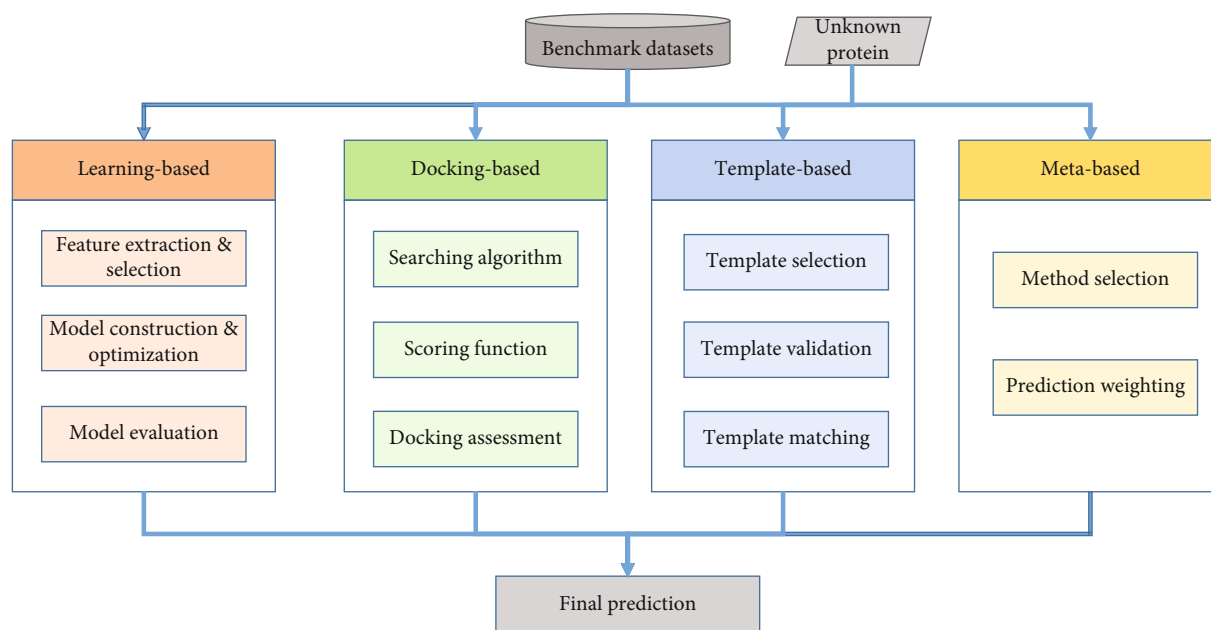 Benchmark datasets
Unknown
protein
Learning-based
Docking-based
Template-based
Meta-based
Feature extraction &
selection
Model construction &
optimization
Model evaluation
Searching algorithm
Scoring function
Docking assessment
Template selection
Template validation
Template matching
Method selection
Prediction weighting
Final prediction